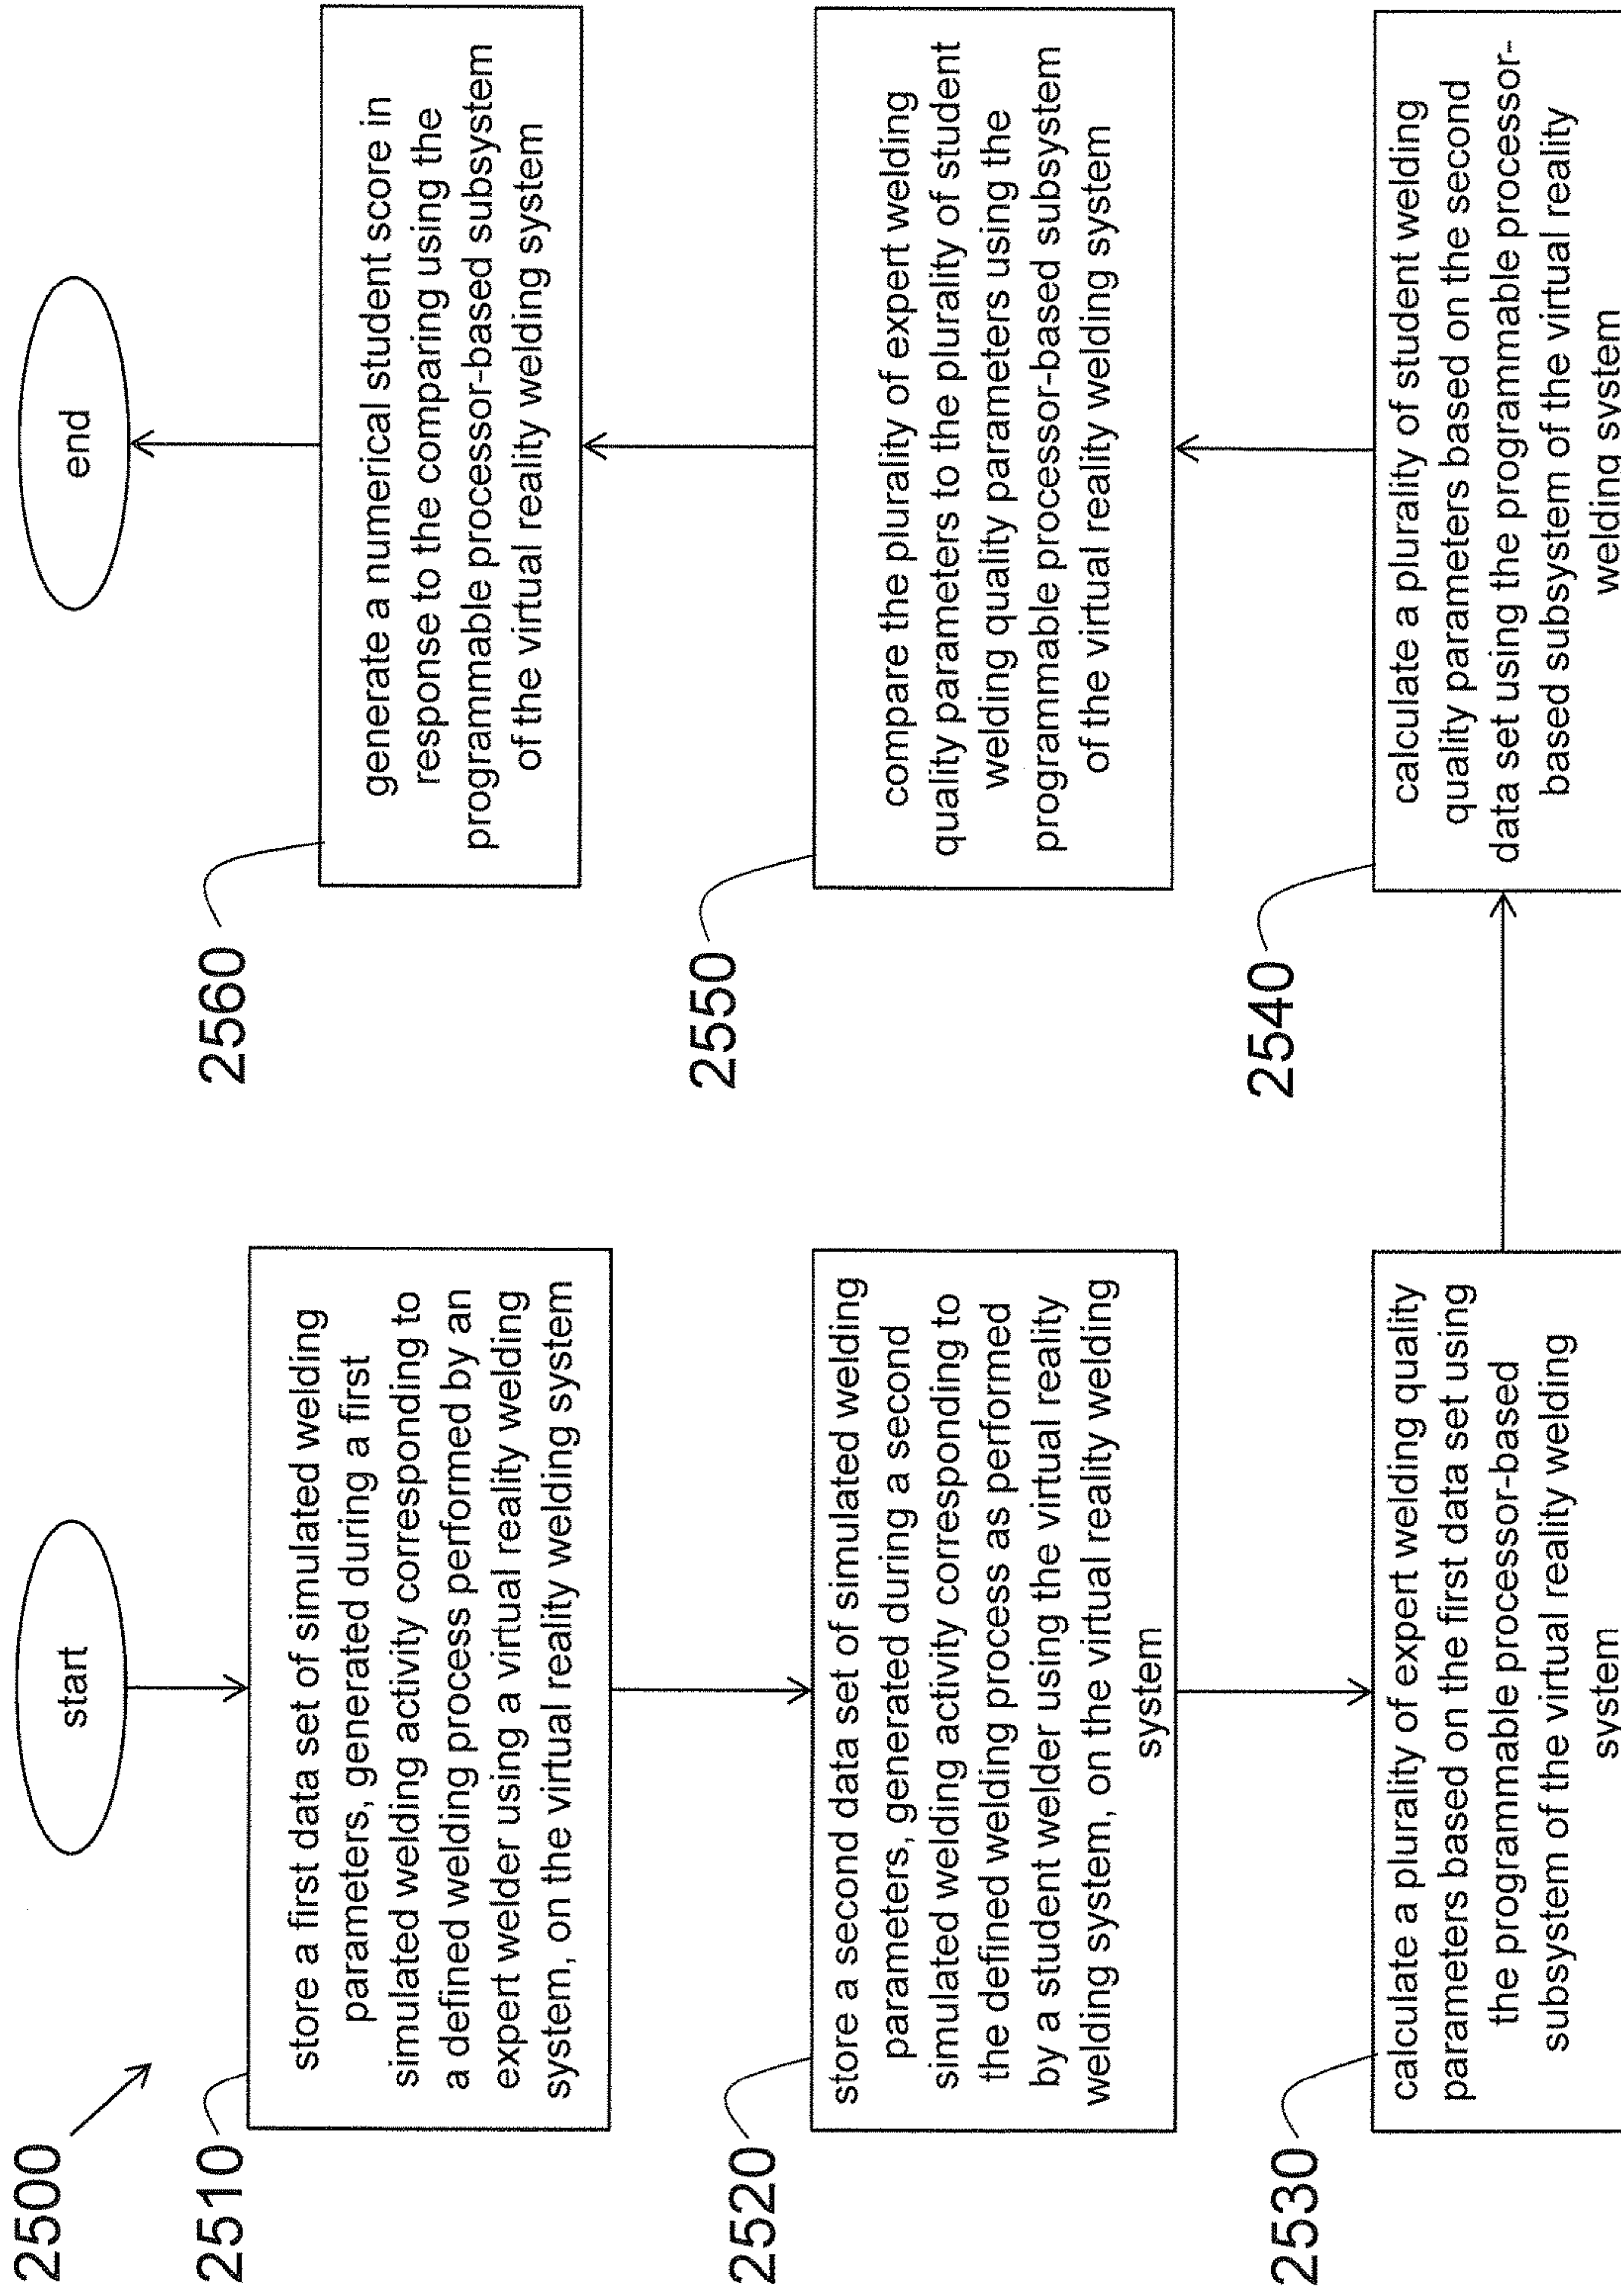 2500
start
2510
store a first data set of simulated welding
parameters, generated during a first
simulated welding activity corresponding to
a defined welding process performed by an
expert welder using a virtual reality welding
system, on the virtual reality welding system
2520
store a second data set of simulated welding
parameters, generated during a second
simulated welding activity corresponding to
the defined welding process as performed
by a student welder using the virtual reality
welding system, on the virtual reality welding
system
2530
calculate a plurality of expert welding quality
parameters based on the first data set using
the programmable processor-based
subsystem of the virtual reality welding
system
2540
calculate a plurality of student welding
quality parameters based on the second
data set using the programmable processor-
based subsystem of the virtual reality
welding system
2550
compare the plurality of expert welding
quality parameters to the plurality of student
welding quality parameters using the
programmable processor-based subsystem
of the virtual reality welding system
2560
generate a numerical student score in
response to the comparing using the
programmable processor-based subsystem
of the virtual reality welding system
end